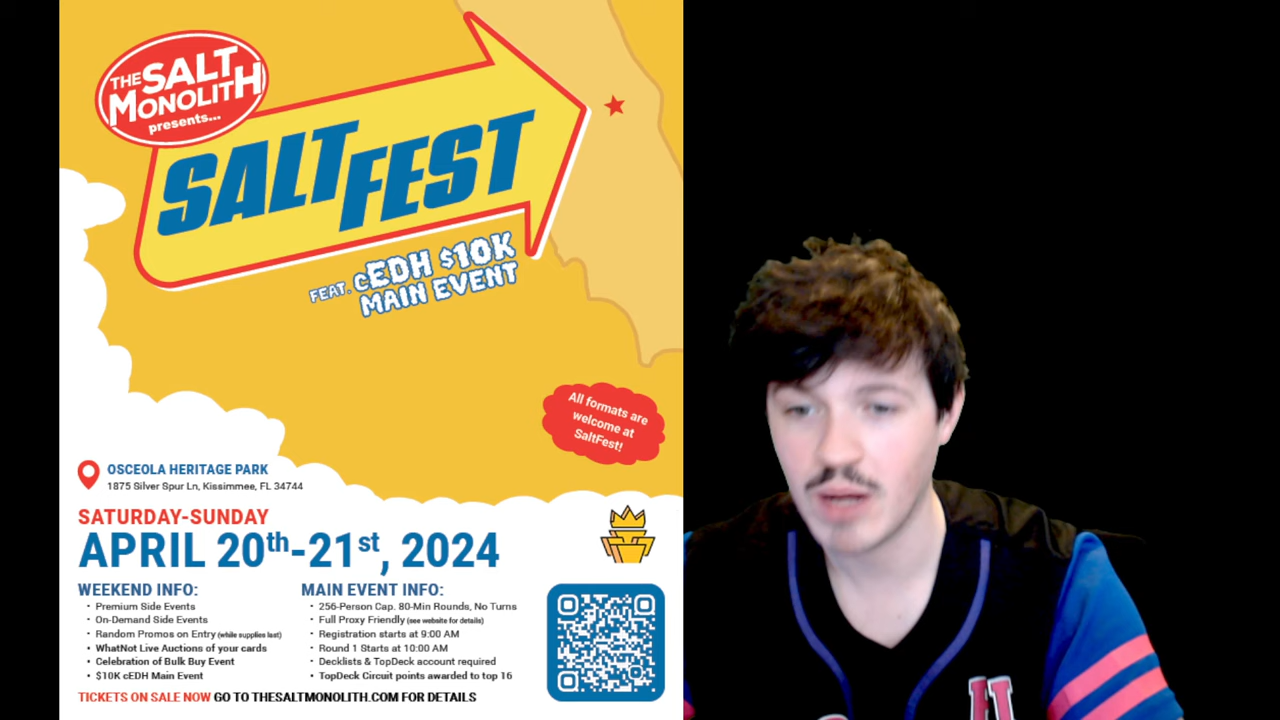 THE SALT
MONOLITH
presents...
SALTFEST
FEAT. cEDH $10K
MAIN EVENT
All formats are
welcome at
SaltFest!
OSCEOLA HERITAGE PARK
1875 Silver Spur Ln, Kissimmee, FL 34744
SATURDAY-SUNDAY
APRIL 20th-21st, 2024
WEEKEND INFO:
• Premium Side Events
• On-Demand Side Events
• Random Promos on Entry (while supplies last)
• WhatNot Live Auctions of your cards
• Celebration of Bulk Buy Event
• $10K cEDH Main Event
MAIN EVENT INFO:
• 256-Person Cap. 80-Min Rounds, No Turns
• Full Proxy Friendly (see website for details)
• Registration starts at 9:00 AM
• Round 1 Starts at 10:00 AM
• Decklists & TopDeck account required
• TopDeck Circuit points awarded to top 16
TICKETS ON SALE NOW GO TO THESALTMONOLITH.COM FOR DETAILS